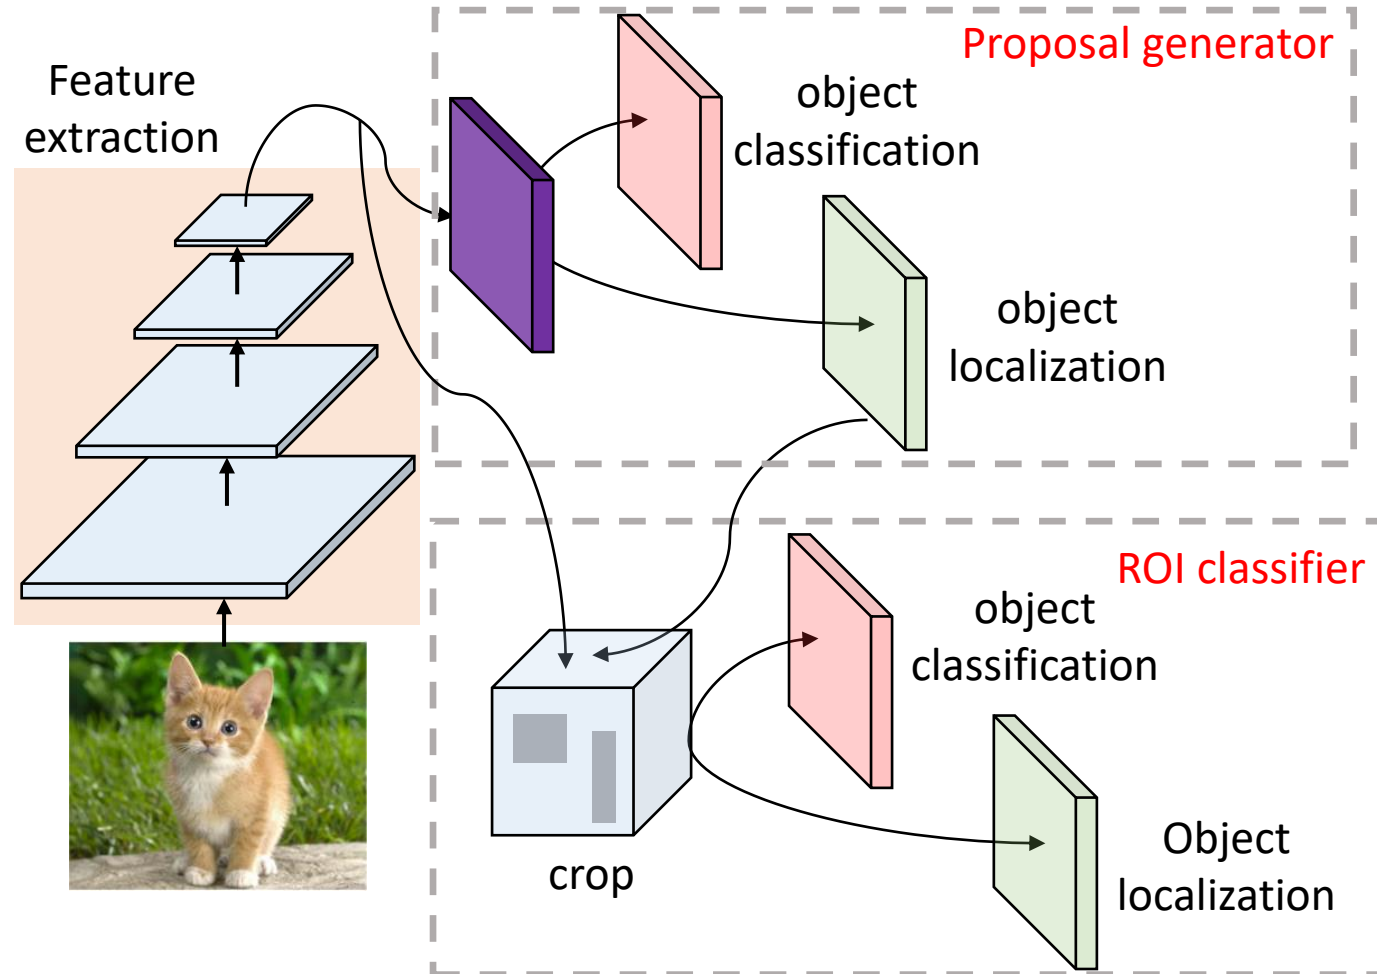 Feature
extraction
Proposal generator
object
classification
object
localization
ROI classifier
object
classification
crop
Object
localization